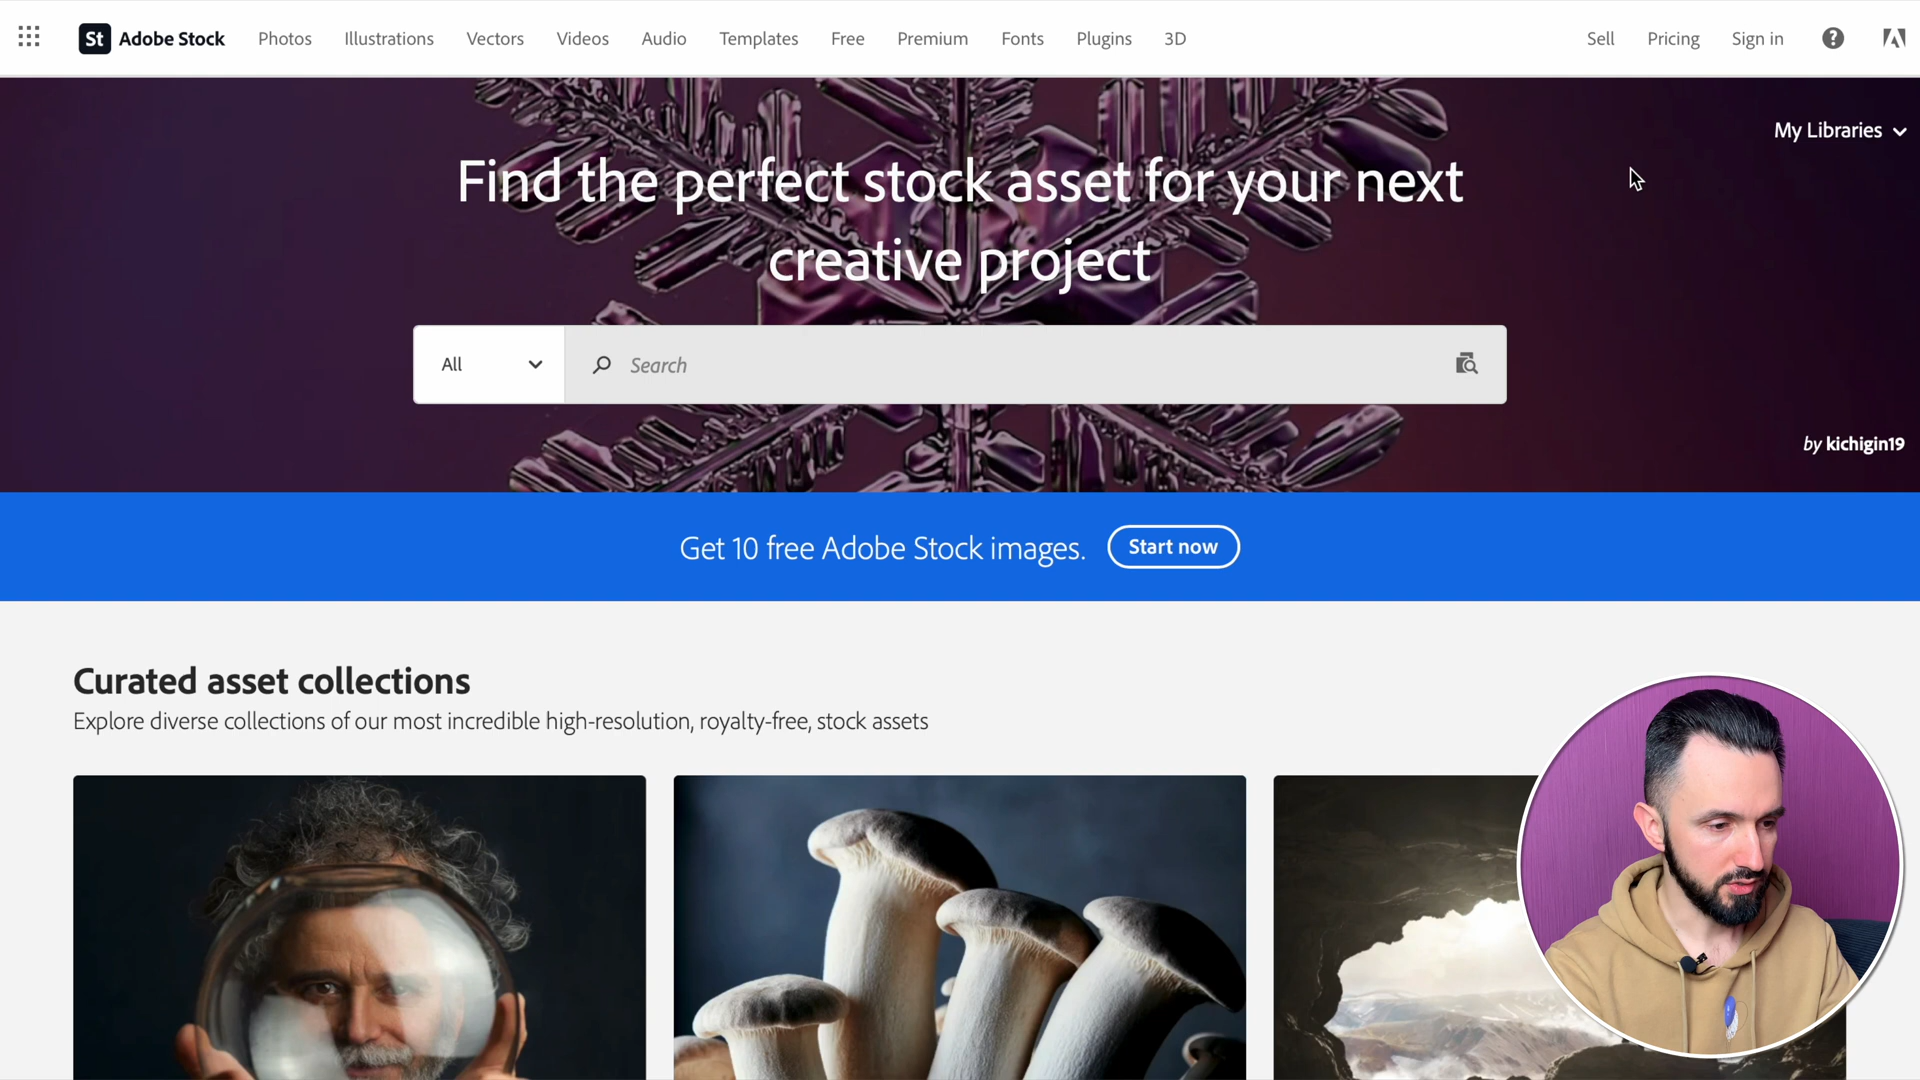 St Adobe Stock Photos Illustrations Vectors Videos Audio Templates Free Premium Fonts Plugins 3D Sell Pricing Sign in ?
My Libraries
Find the perfect stock asset for your next
creative project
All Search
by kichigin19
Get 10 free Adobe Stock images. Start now
Curated asset collections
Explore diverse collections of our most incredible high-resolution, royalty-free, stock assets